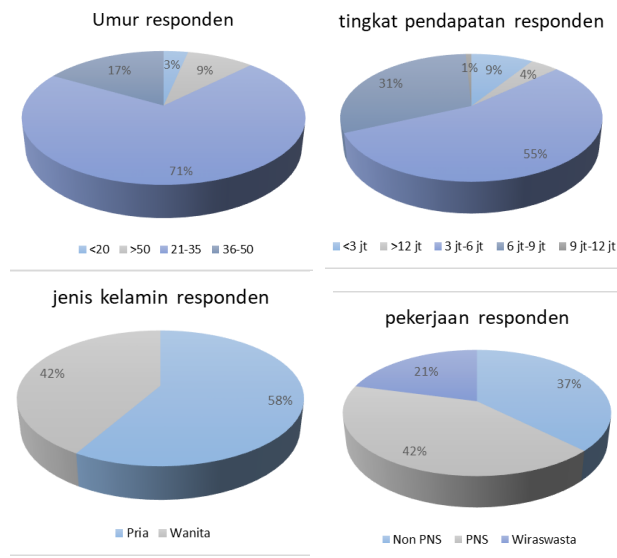 Umur responden
3%
9%
17%
71%
<20 >50 21-35 36-50
tingkat pendapatan responden
1%
9%
4%
31%
55%
<3 jt >12 jt 3 jt-6 jt 6 jt-9 jt 9 jt-12 jt
jenis kelamin responden
42%
58%
Pria Wanita
pekerjaan responden
21%
37%
42%
Non PNS PNS Wiraswasta